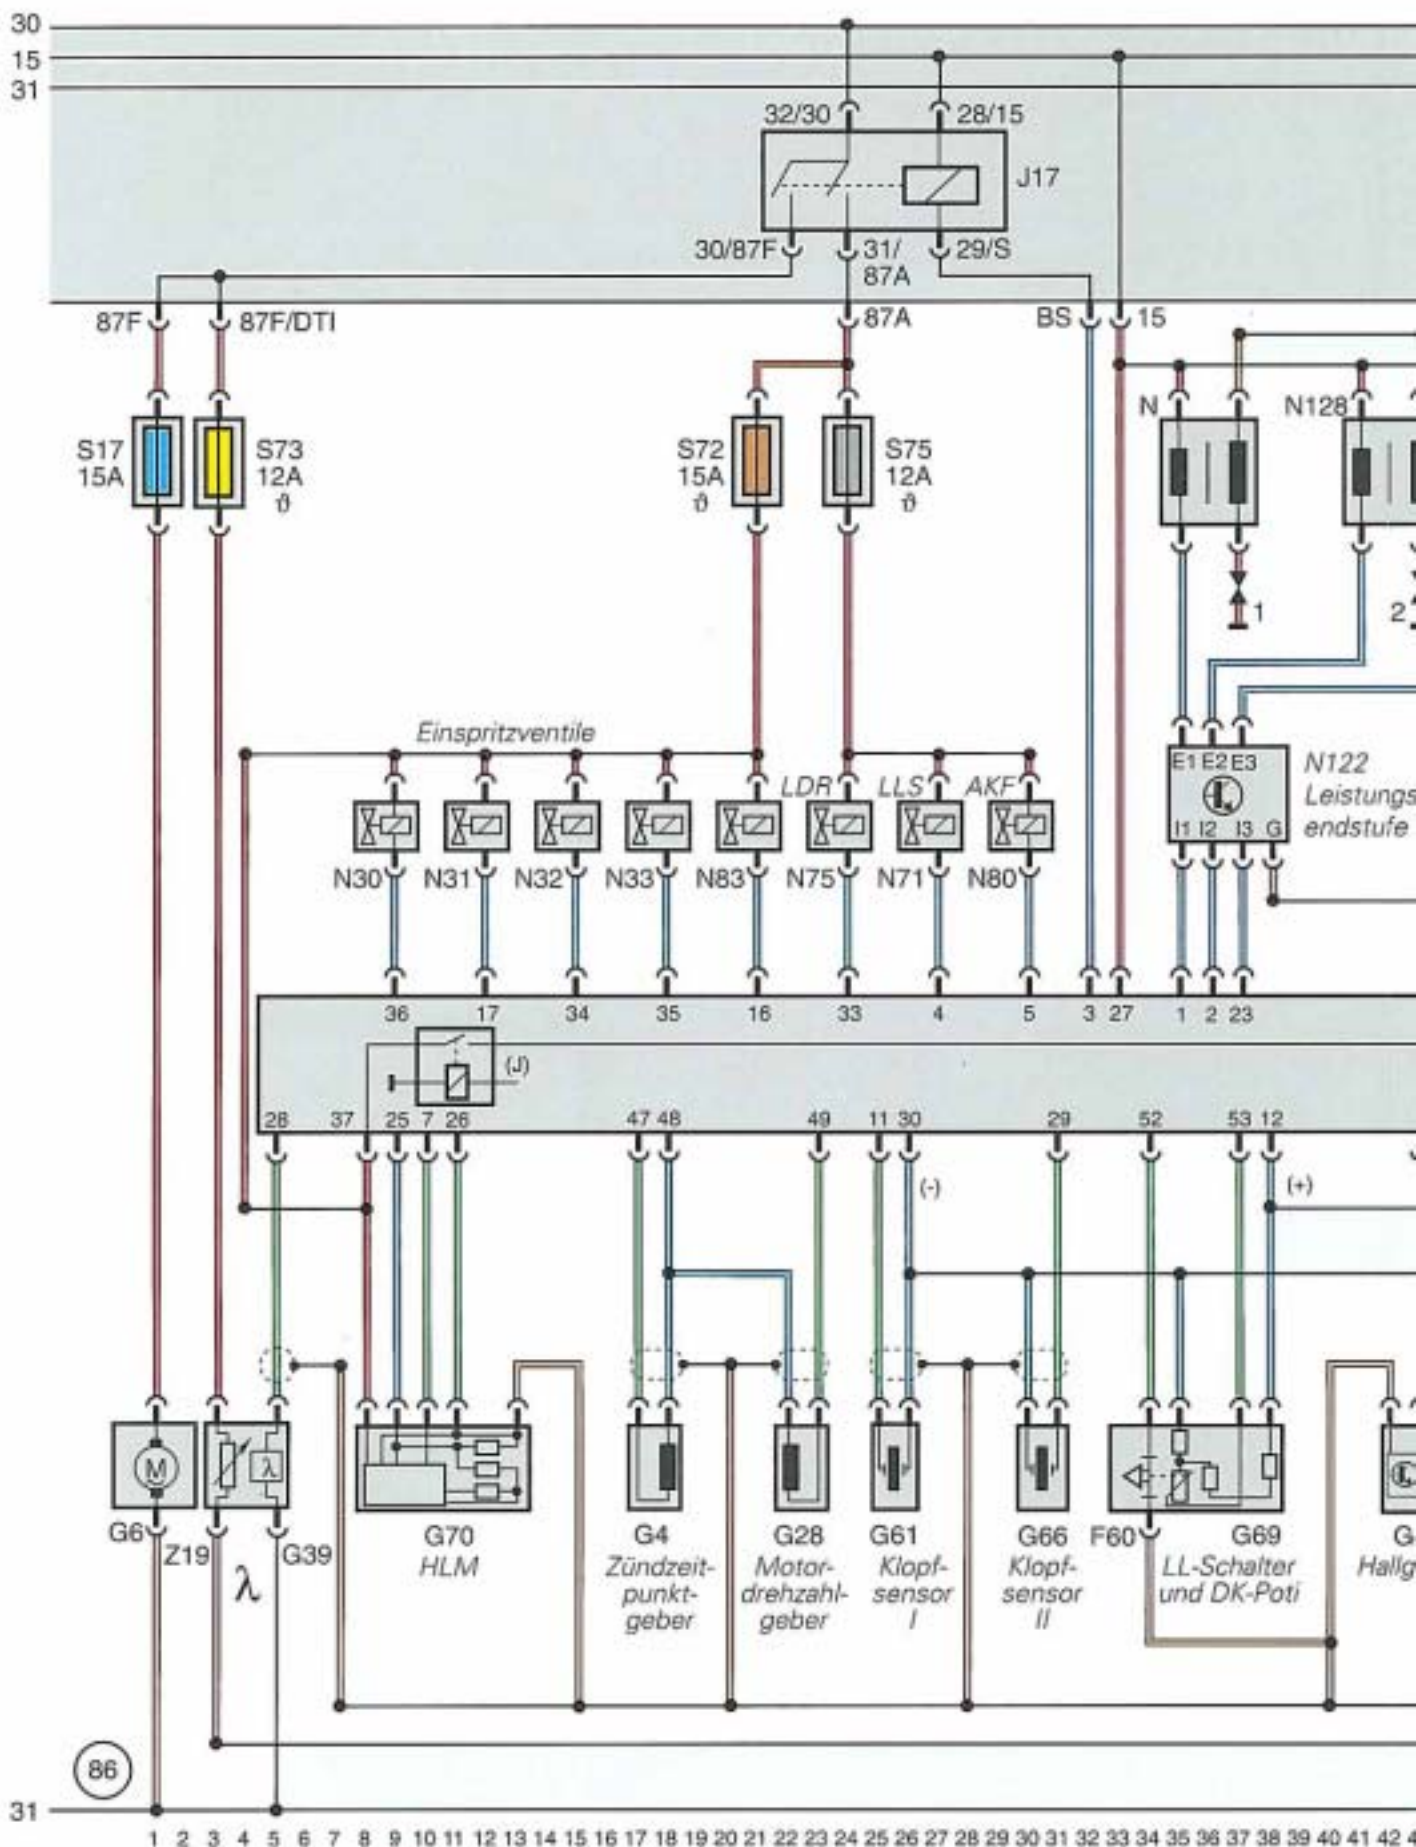 30
15
31
32/30 28/15
J17
30/87F 31/ 29/S
87A
87F 87F/DTI 87A BS 15
N N128
S17 S73 S72 S75
15A 12A 15A 12A
ϑ ϑ
1 2
Einspritzventile
E1 E2 E3 N122
LDR LLS AKF Leistungs
I1 I2 I3 G endstufe
N30 N31 N32 N33 N83 N75 N71 N80
36 17 34 35 16 33 4 5 3 27 1 2 23
(J)
28 37 25 7 26 47 48 49 11 30 29 52 53 12
(-) (+)
M λ
G6 Z19 G39 G70 G4 G28 G61 G66 F60 G69 G
λ HLM Zündzeit- Motor- Klopf- Klopf- LL-Schalter Hallg
punkt- drehzahl- sensor sensor und DK-Poti
geber geber I II
86
31
1 2 3 4 5 6 7 8 9 10 11 12 13 14 15 16 17 18 19 20 21 22 23 24 25 26 27 28 29 30 31 32 33 34 35 36 37 38 39 40 41 42